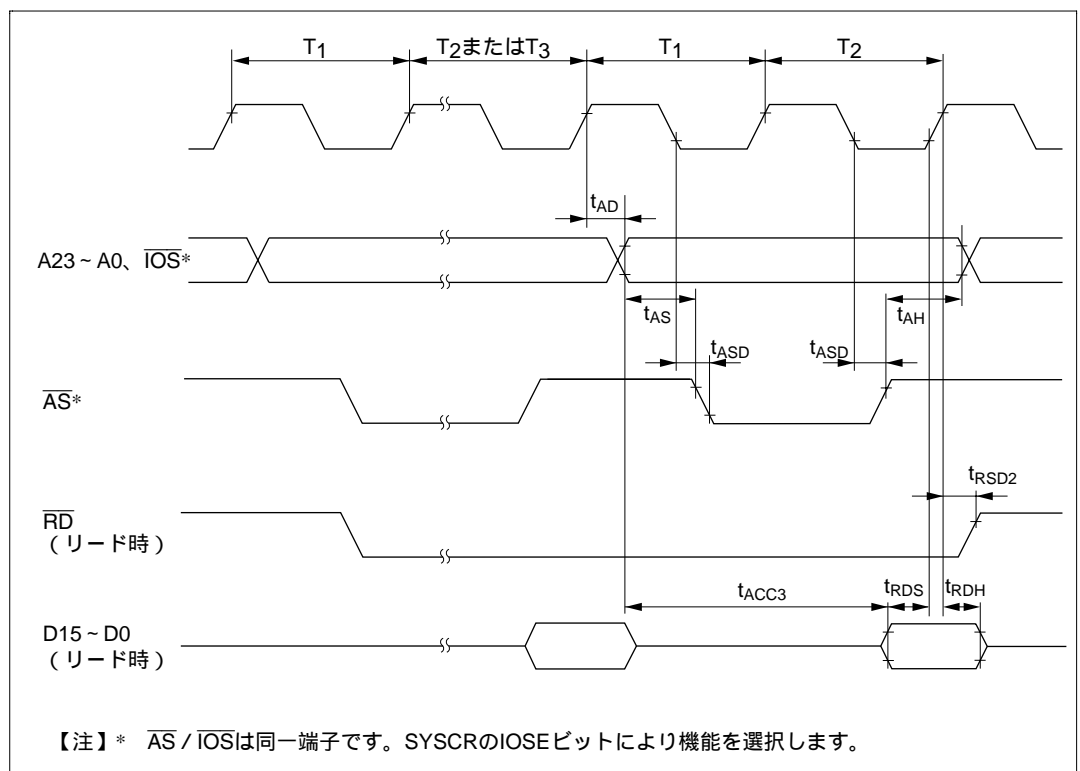 T1 T2またはT3 T1 T2
tAD
A23～A0、IOS*
tAS tAH
tASD tASD
AS*
tRSD2
RD
（リード時）
tACC3 tRDS tRDH
D15～D0
（リード時）
【注】* AS / IOSは同一端子です。SYSCRのIOSEビットにより機能を選択します。